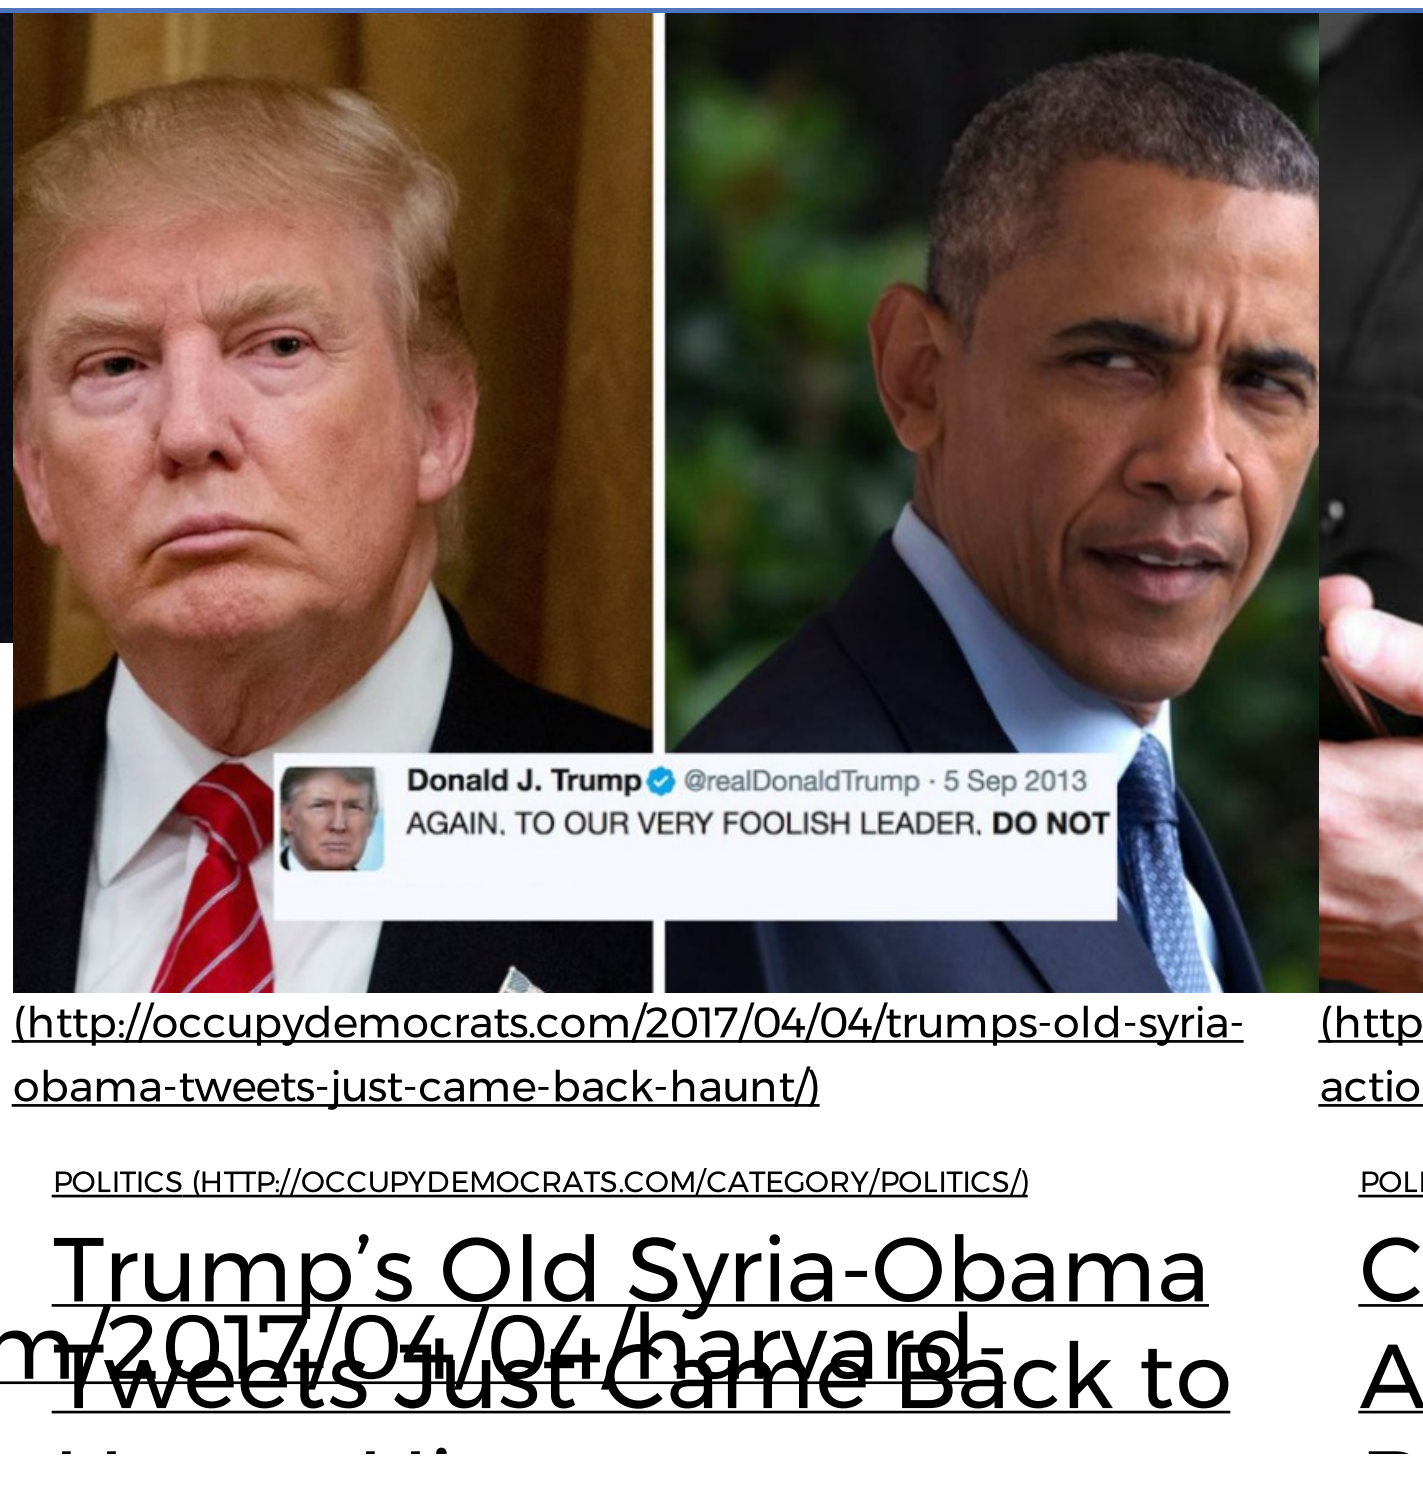 Donald J. Trump @realDonaldTrump · 5 Sep 2013
AGAIN, TO OUR VERY FOOLISH LEADER, DO NOT
(http://occupydemocrats.com/2017/04/04/trumps-old-syria-
obama-tweets-just-came-back-haunt/)
(http
actio
POLITICS (HTTP://OCCUPYDEMOCRATS.COM/CATEGORY/POLITICS/)
POLI
Trump’s Old Syria-Obama
C
m/2017/04/04/harvard-
Tweets Just Came Back to
A